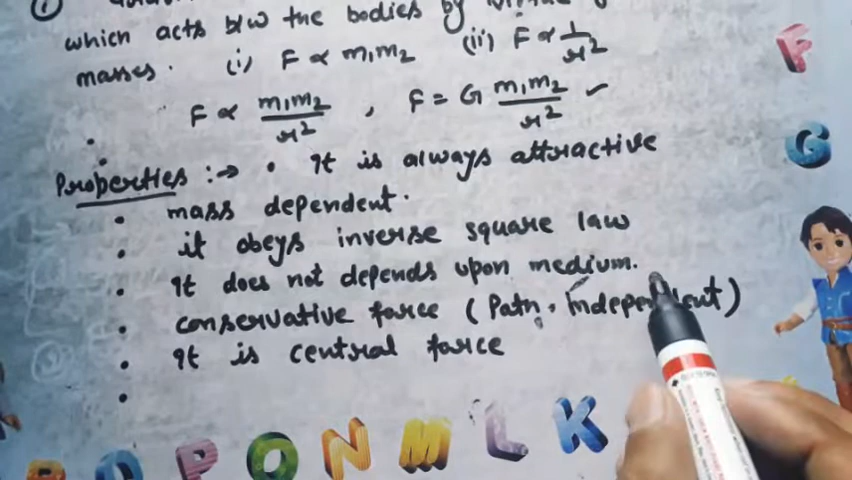 ①
which acts b/w the bodies by virtue
masses. (i) F ∝ m₁m₂ (ii) F ∝ 1/r²
F ∝ m₁m₂/r² , F = G m₁m₂/r² ✓
Properties :→ • It is always attractive
• mass dependent.
• it obeys inverse square law
• It does not depends upon medium.
• conservative force (Path. independent)
• It is central force
•
F
G
P O N M L K